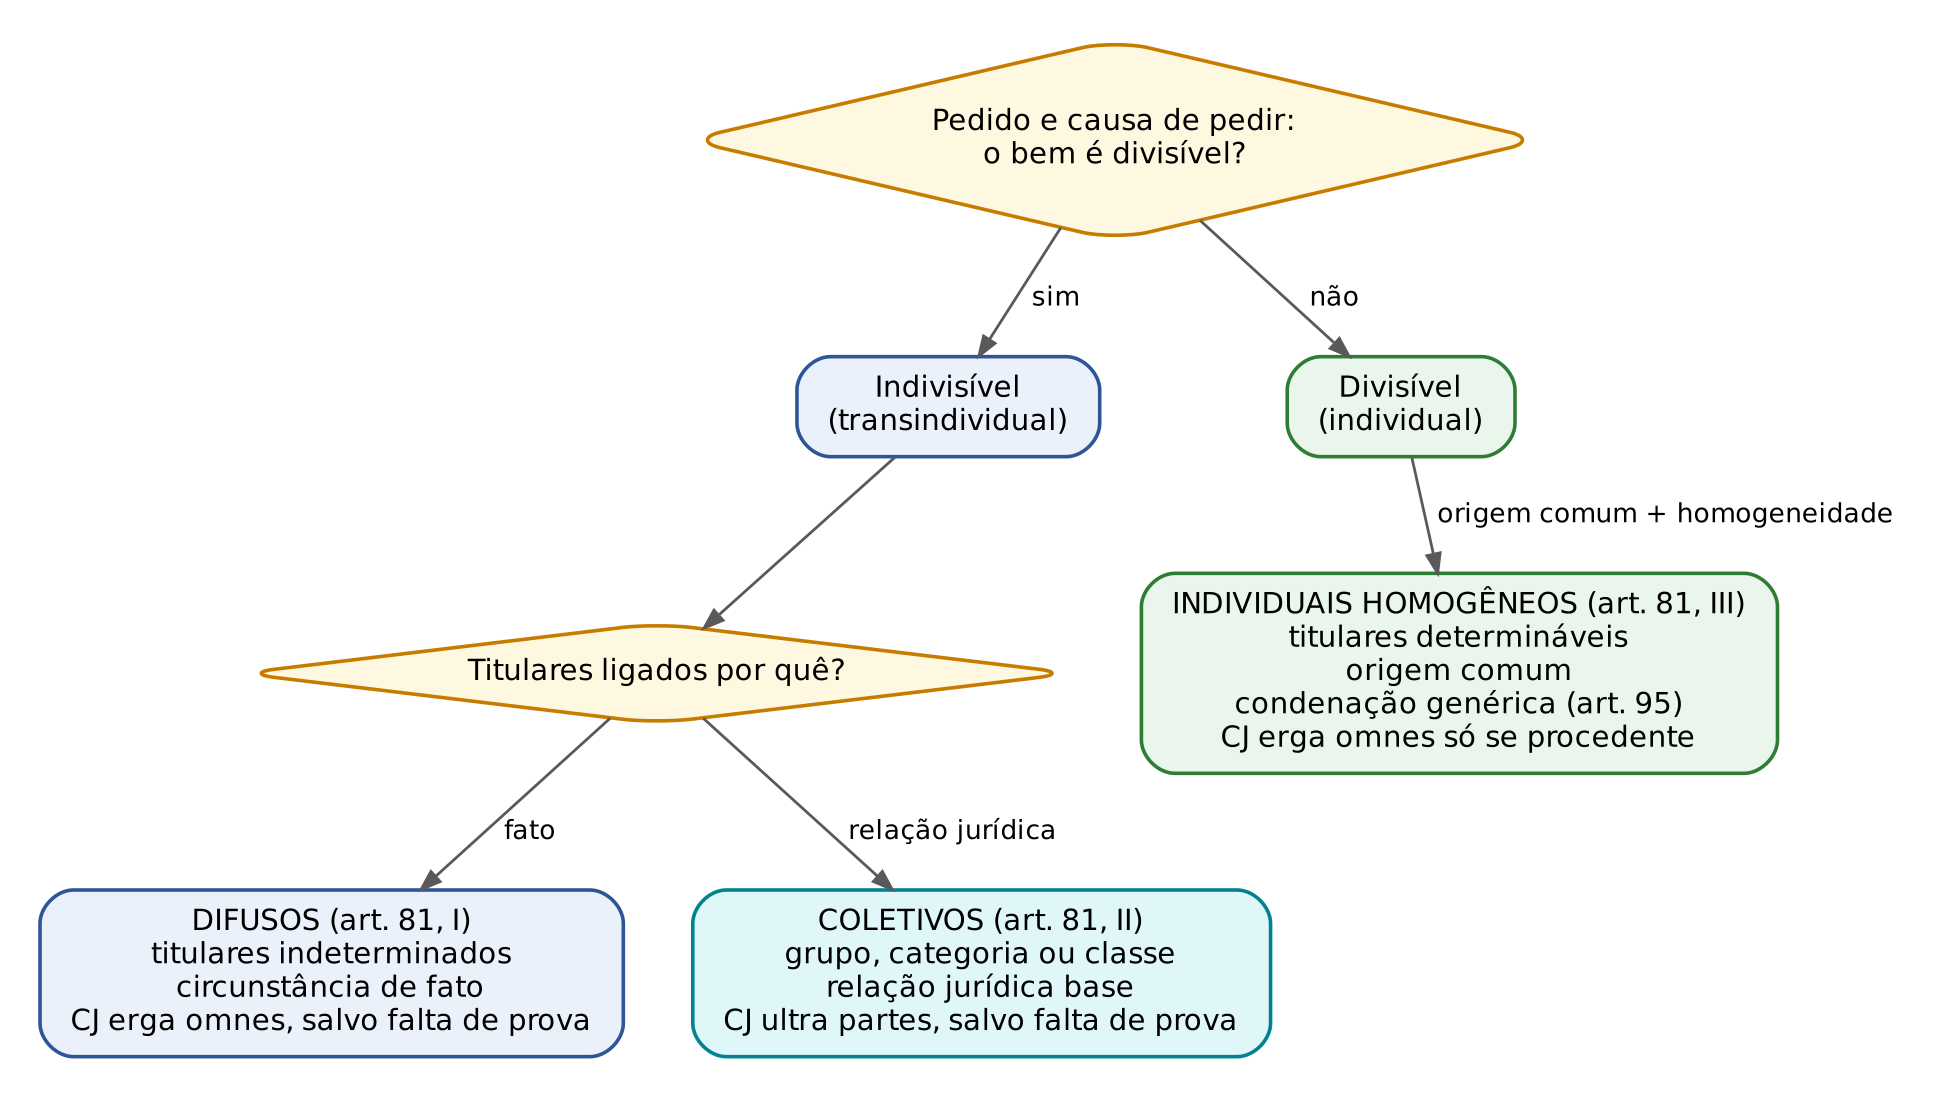 Pedido e causa de pedir:
o bem é divisível?
sim
não
Indivisível
(transindividual)
Divisível
(individual)
origem comum + homogeneidade
INDIVIDUAIS HOMOGÊNEOS (art. 81, III)
titulares determináveis
origem comum
condenação genérica (art. 95)
CJ erga omnes só se procedente
Titulares ligados por quê?
fato
relação jurídica
DIFUSOS (art. 81, I)
titulares indeterminados
circunstância de fato
CJ erga omnes, salvo falta de prova
COLETIVOS (art. 81, II)
grupo, categoria ou classe
relação jurídica base
CJ ultra partes, salvo falta de prova